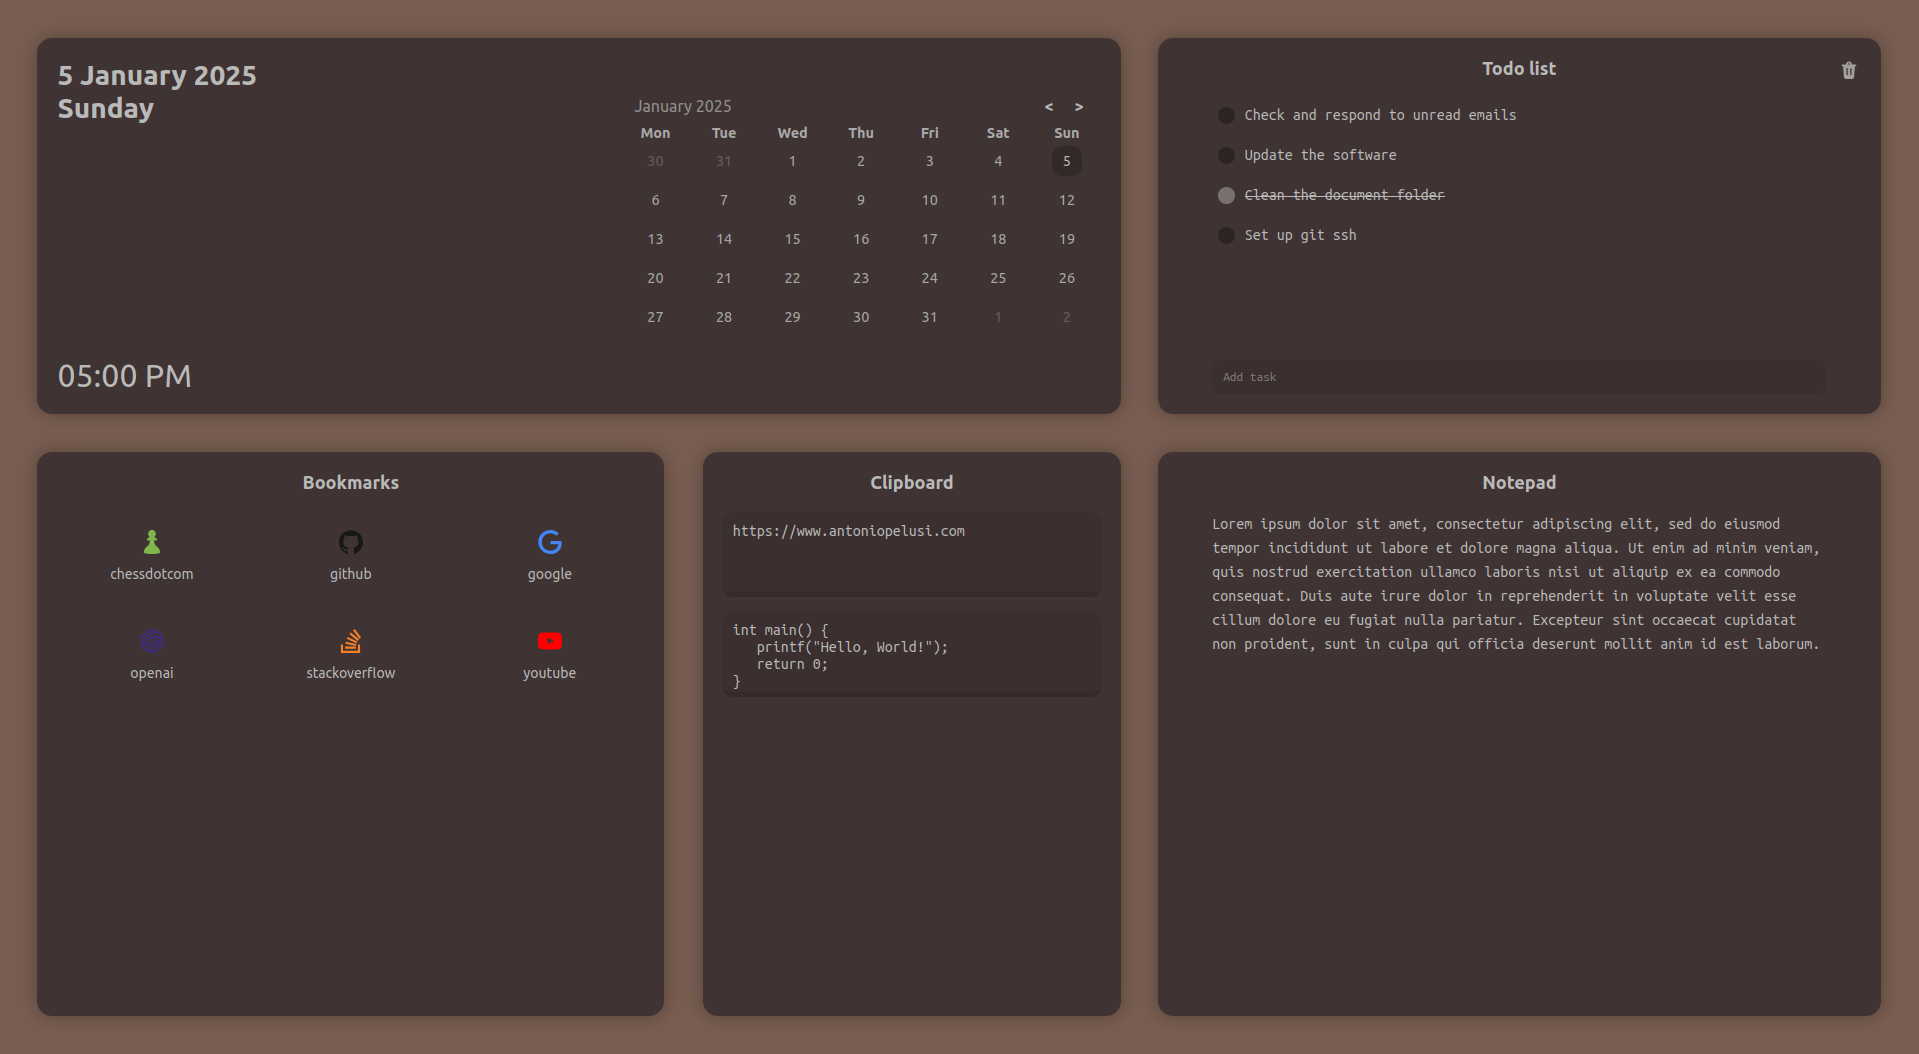 5 January 2025
Sunday
January 2025 < >
Mon Tue Wed Thu Fri Sat Sun
30 31 1 2 3 4 5
6 7 8 9 10 11 12
13 14 15 16 17 18 19
20 21 22 23 24 25 26
27 28 29 30 31 1 2
05:00 PM
Todo list
Check and respond to unread emails
Update the software
Clean the document folder
Set up git ssh
Add task
Bookmarks
chessdotcom github google
openai stackoverflow youtube
Clipboard
https://www.antoniopelusi.com
int main() {
   printf("Hello, World!");
   return 0;
}
Notepad
Lorem ipsum dolor sit amet, consectetur adipiscing elit, sed do eiusmod
tempor incididunt ut labore et dolore magna aliqua. Ut enim ad minim veniam,
quis nostrud exercitation ullamco laboris nisi ut aliquip ex ea commodo
consequat. Duis aute irure dolor in reprehenderit in voluptate velit esse
cillum dolore eu fugiat nulla pariatur. Excepteur sint occaecat cupidatat
non proident, sunt in culpa qui officia deserunt mollit anim id est laborum.